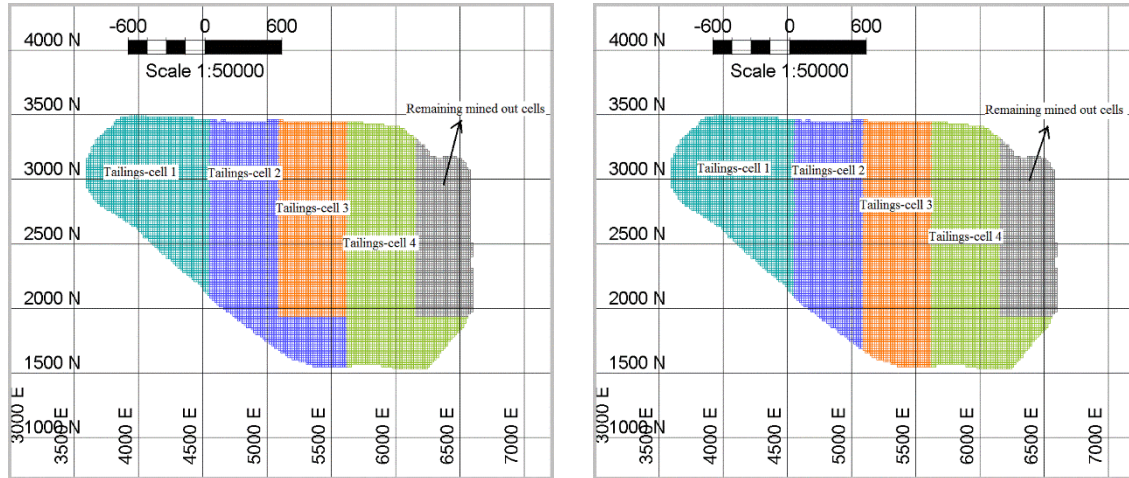 -600 0 600
4000 N
Scale 1:50000
3500 N
Remaining mined out cells
3000 N
Tailings-cell 1
Tailings-cell 2
Tailings-cell 3
2500 N
Tailings-cell 4
2000 N
1500 N
1000 N
3000 E
3500 E
4000 E
4500 E
5000 E
5500 E
6000 E
6500 E
7000 E
-600 0 600
4000 N
Scale 1:50000
3500 N
Remaining mined out cells
3000 N
Tailings-cell 1
Tailings-cell 2
Tailings-cell 3
2500 N
Tailings-cell 4
2000 N
1500 N
1000 N
3000 E
3500 E
4000 E
4500 E
5000 E
5500 E
6000 E
6500 E
7000 E